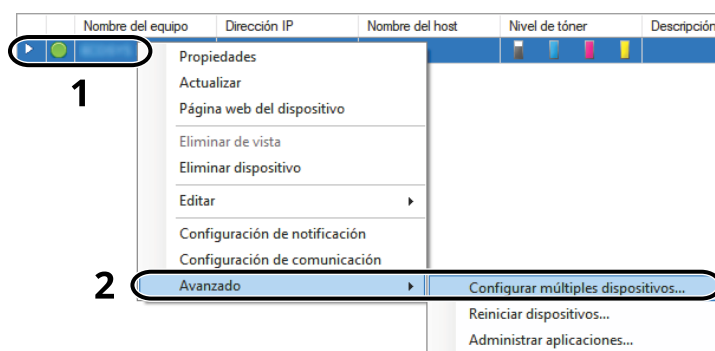 Nombre del equipo Dirección IP Nombre del host Nivel de tóner Descripción
1
Propiedades
Actualizar
Página web del dispositivo
Eliminar de vista
Eliminar dispositivo
Editar
Configuración de notificación
Configuración de comunicación
2 Avanzado Configurar múltiples dispositivos...
Reiniciar dispositivos...
Administrar aplicaciones...